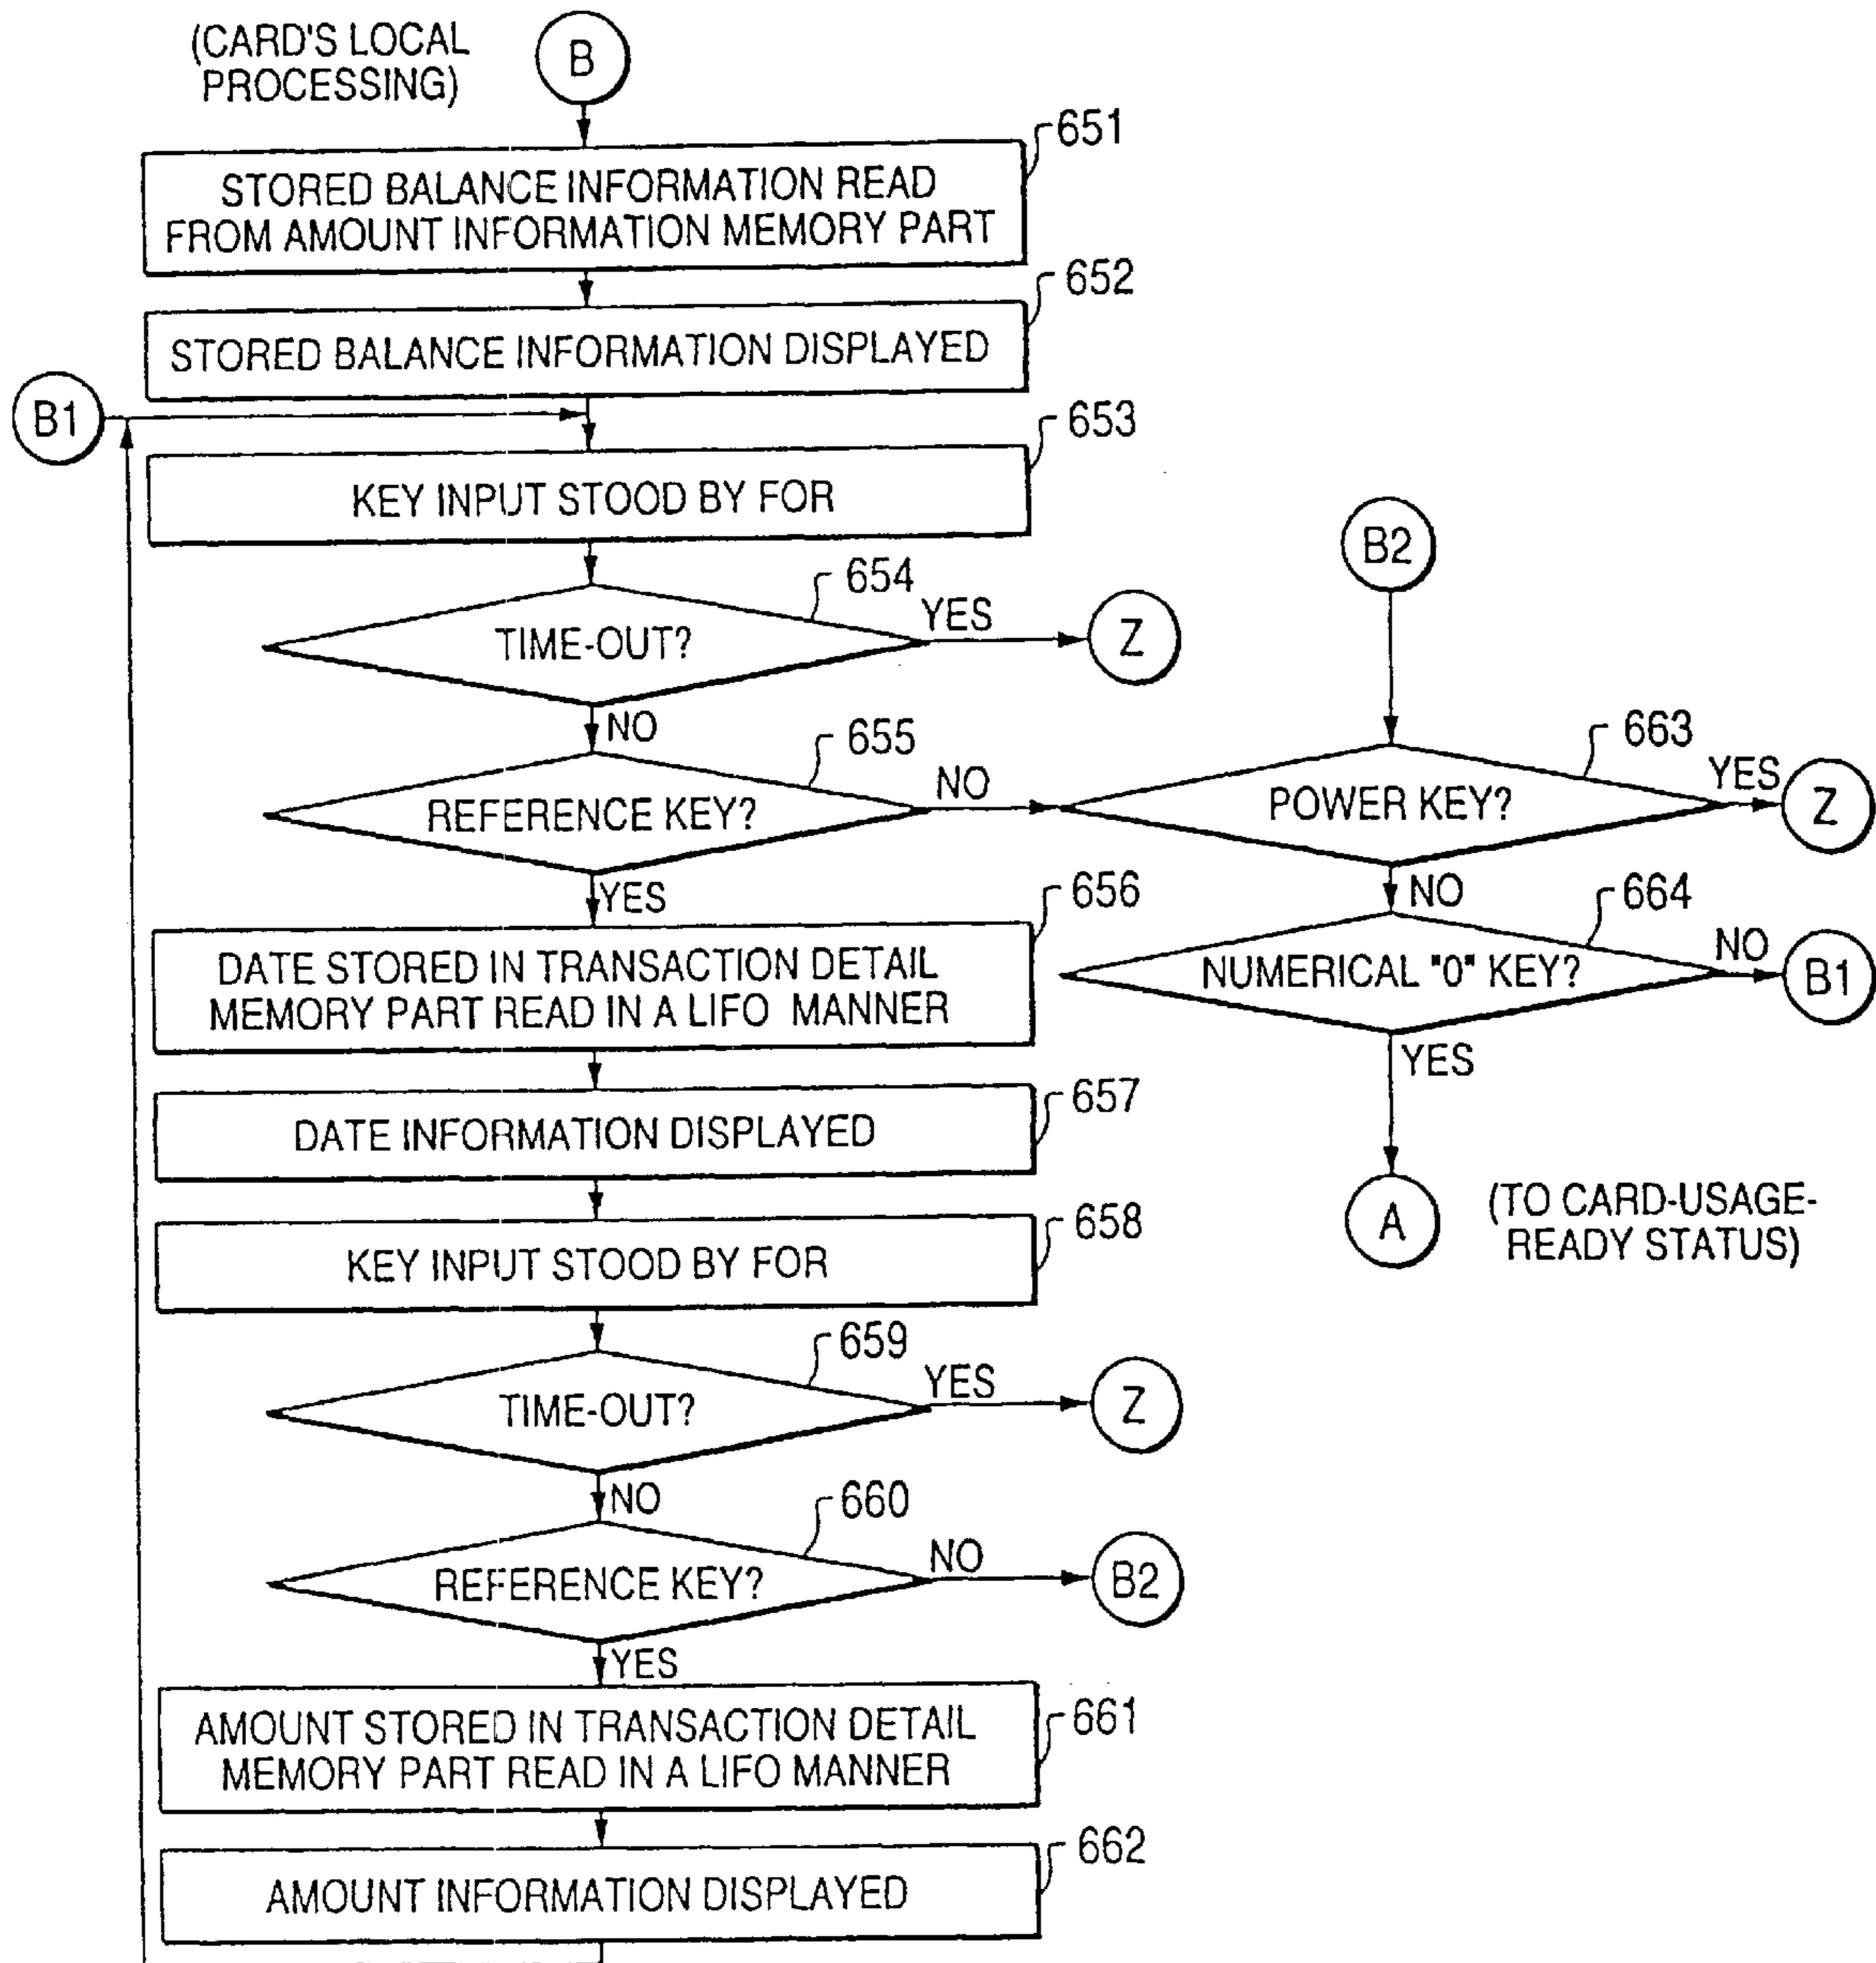 (CARD'S LOCAL
PROCESSING)
B
651
STORED BALANCE INFORMATION READ
FROM AMOUNT INFORMATION MEMORY PART
652
STORED BALANCE INFORMATION DISPLAYED
B1
653
KEY INPUT STOOD BY FOR
B2
654
TIME-OUT?
YES
Z
NO
655
REFERENCE KEY?
NO
663
POWER KEY?
YES
Z
YES
NO
656
DATE STORED IN TRANSACTION DETAIL
MEMORY PART READ IN A LIFO MANNER
664
NUMERICAL "0" KEY?
NO
B1
YES
657
DATE INFORMATION DISPLAYED
A
(TO CARD-USAGE-
READY STATUS)
658
KEY INPUT STOOD BY FOR
659
TIME-OUT?
YES
Z
NO
660
REFERENCE KEY?
NO
B2
YES
661
AMOUNT STORED IN TRANSACTION DETAIL
MEMORY PART READ IN A LIFO MANNER
662
AMOUNT INFORMATION DISPLAYED